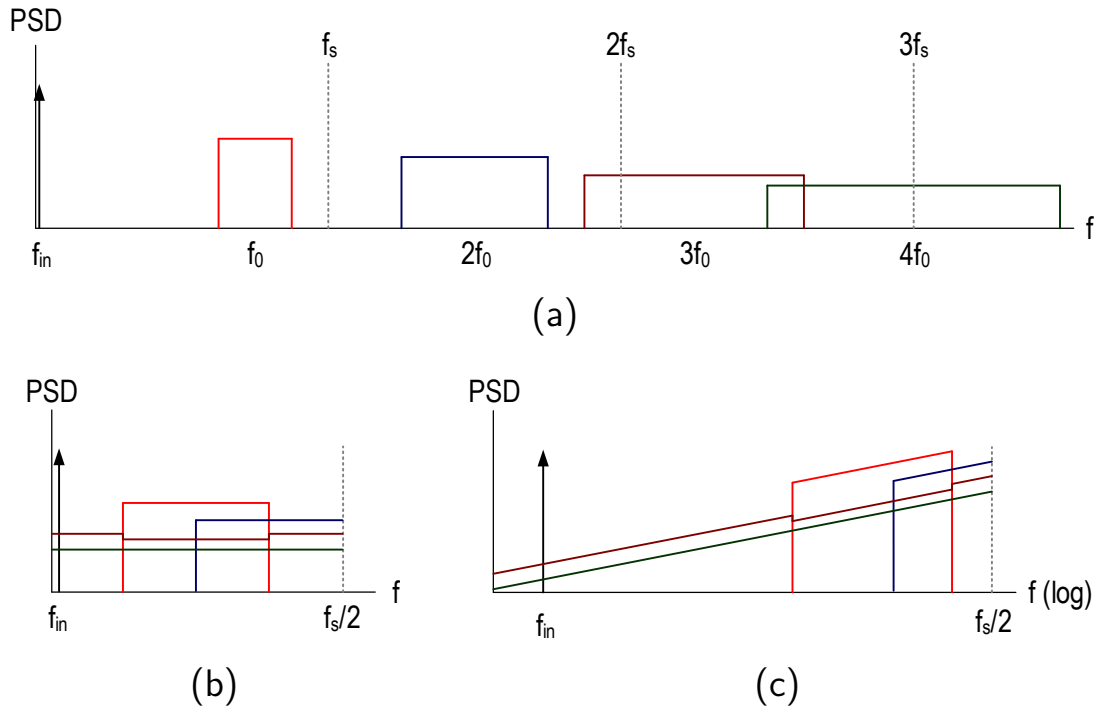 PSD
fs 2fs 3fs
f
fin f0 2f0 3f0 4f0
(a)
PSD
f
fin fs/2
(b)
PSD
f (log)
fin fs/2
(c)